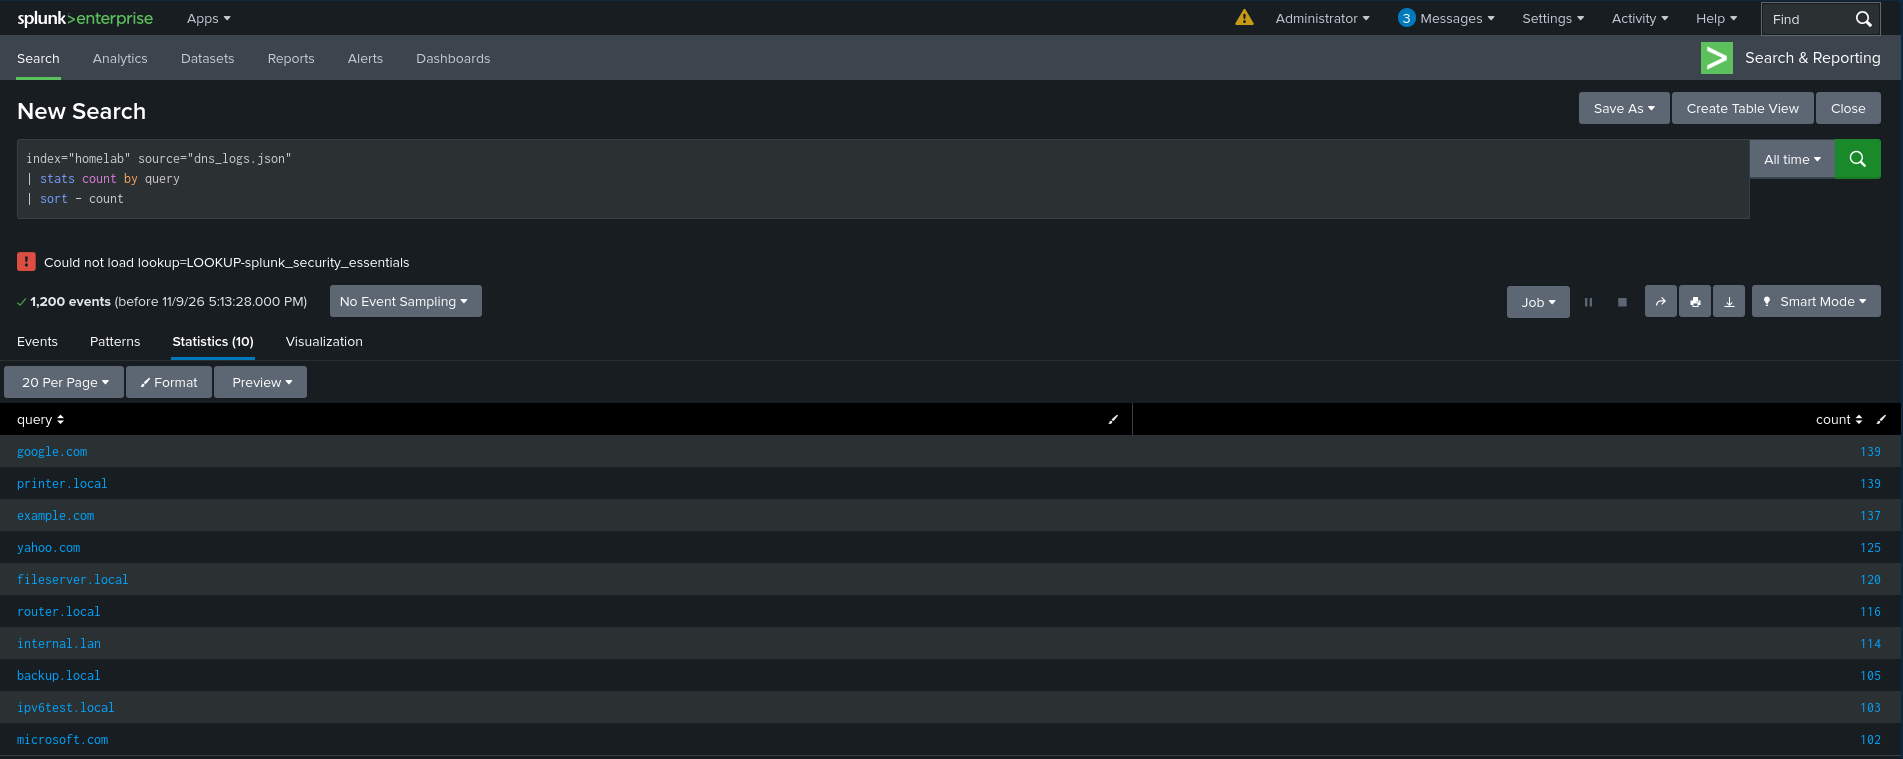 splunk>enterprise Apps Administrator 3 Messages Settings Activity Help Find
Search Analytics Datasets Reports Alerts Dashboards Search & Reporting
New Search Save As Create Table View Close
index="homelab" source="dns_logs.json" All time
| stats count by query
| sort - count
Could not load lookup=LOOKUP-splunk_security_essentials
1,200 events (before 11/9/26 5:13:28.000 PM) No Event Sampling Job Smart Mode
Events Patterns Statistics (10) Visualization
20 Per Page Format Preview
query count
google.com 139
printer.local 139
example.com 137
yahoo.com 125
fileserver.local 120
router.local 116
internal.lan 114
backup.local 105
ipv6test.local 103
microsoft.com 102